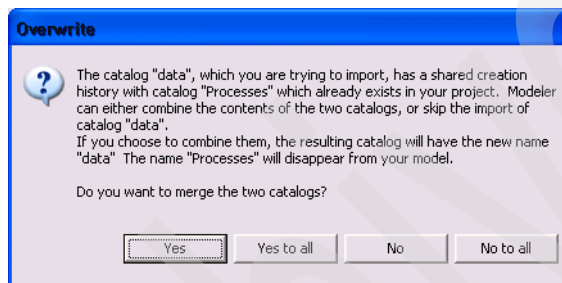 Overwrite
The catalog "data", which you are trying to import, has a shared creation
history with catalog "Processes" which already exists in your project. Modeler
can either combine the contents of the two catalogs, or skip the import of
catalog "data".
If you choose to combine them, the resulting catalog will have the new name
"data" The name "Processes" will disappear from your model.
Do you want to merge the two catalogs?
Yes Yes to all No No to all